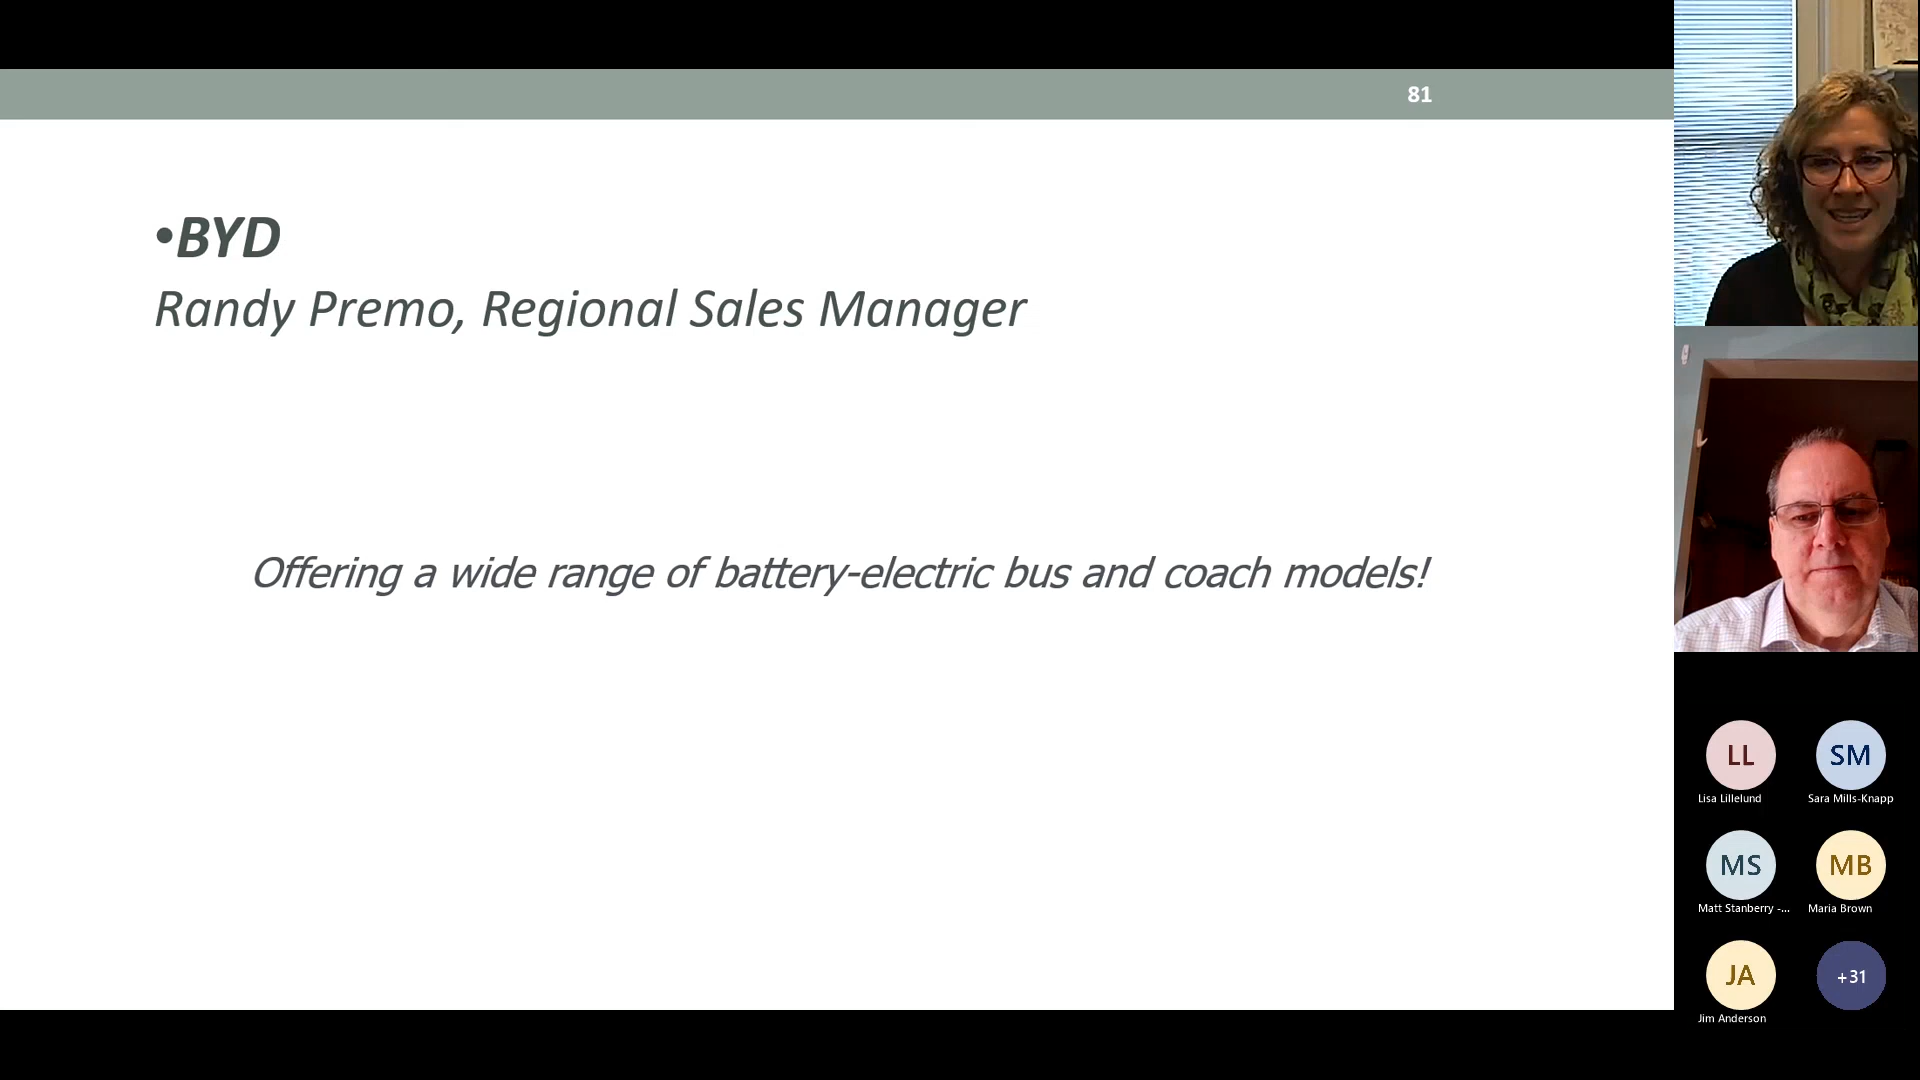 81
•BYD
Randy Premo, Regional Sales Manager
Offering a wide range of battery-electric bus and coach models!
LL
SM
Lisa Lillelund
Sara Mills-Knapp
MS
MB
Matt Stanberry -...
Maria Brown
JA
+31
Jim Anderson